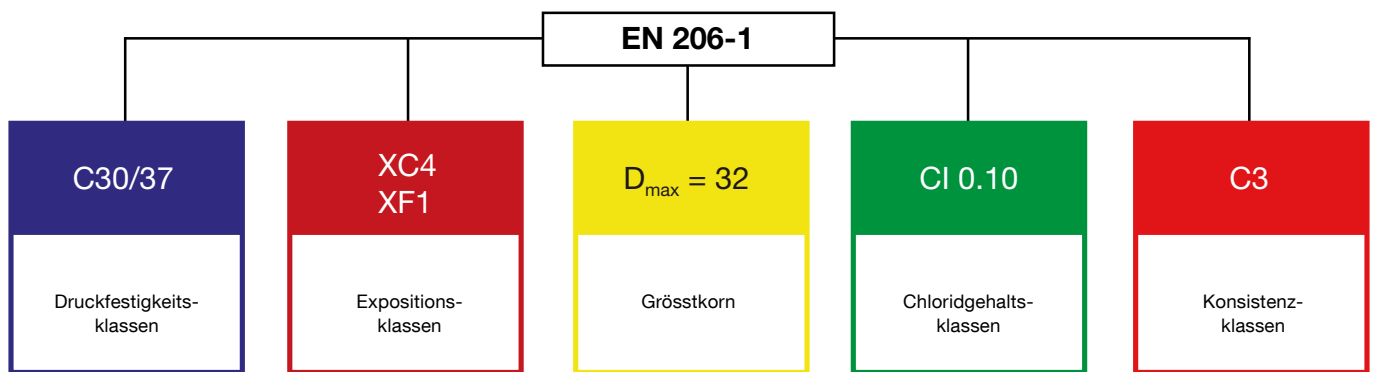 EN 206-1
C30/37
XC4
XF1
Dmax = 32
CI 0.10
C3
Druckfestigkeits-
klassen
Expositions-
klassen
Grösstkorn
Chloridgehalts-
klassen
Konsistenz-
klassen